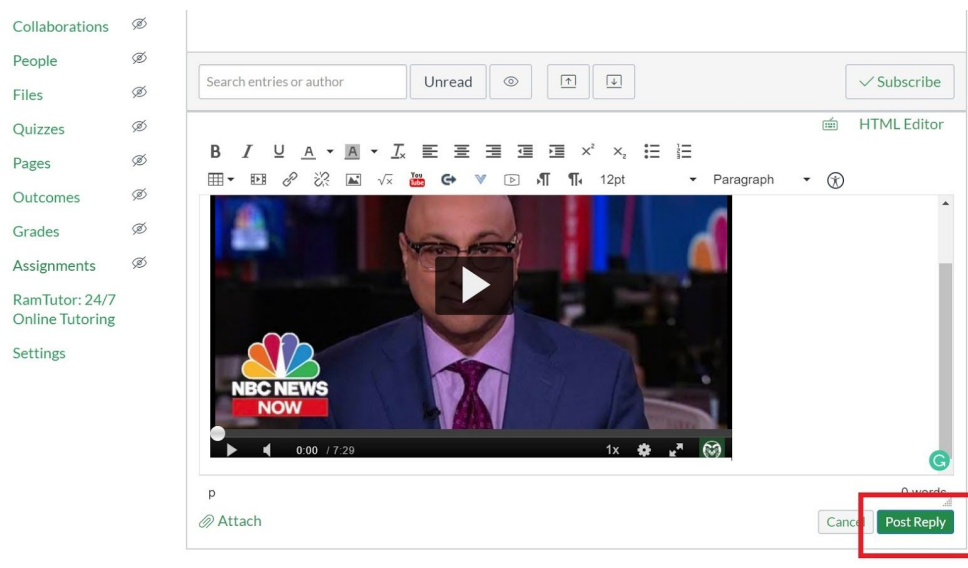 Collaborations
People
Files
Quizzes
Pages
Outcomes
Grades
Assignments
RamTutor: 24/7
Online Tutoring
Settings
Search entries or author
Unread
Subscribe
HTML Editor
12pt
Paragraph
You
Tube
NBC NEWS
NOW
0:00 / 7:29
1x
p
0 words
Attach
Cancel
Post Reply